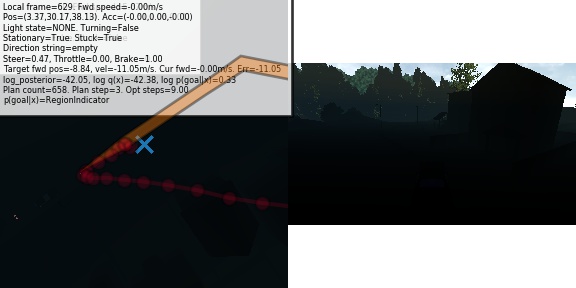 Local frame=629. Fwd speed=-0.00m/s
Pos=(3.37,30.17,38.13). Acc=(-0.00,0.00,-0.00)
Light state=NONE. Turning=False
Stationary=True. Stuck=True
Direction string=empty
Steer=0.47, Throttle=0.00, Brake=1.00
Target fwd pos=-8.84, vel=-11.05m/s. Cur fwd=-0.00m/s. Err=-11.05
log_posterior=-42.05, log q(x)=-42.38, log p(goal|x)=0.33
Plan count=658. Plan step=3. Opt steps=9.00
p(goal|x)=RegionIndicator